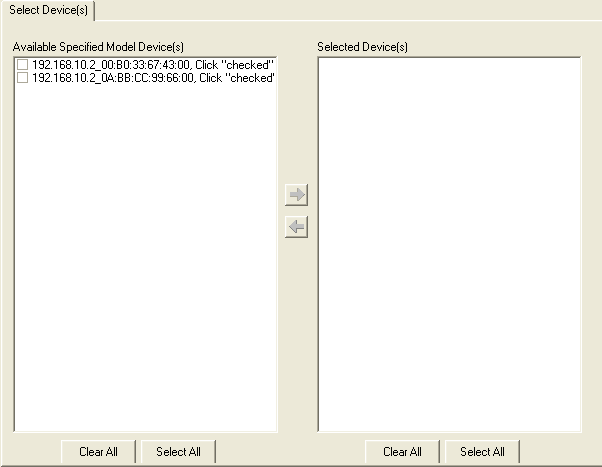 Select Device(s)
Available Specified Model Device(s)
192.168.10.2_00:B0:33:67:43:00, Click "checked"
192.168.10.2_0A:BB:CC:99:66:00, Click "checked'
Selected Device(s)
Clear All
Select All
Clear All
Select All